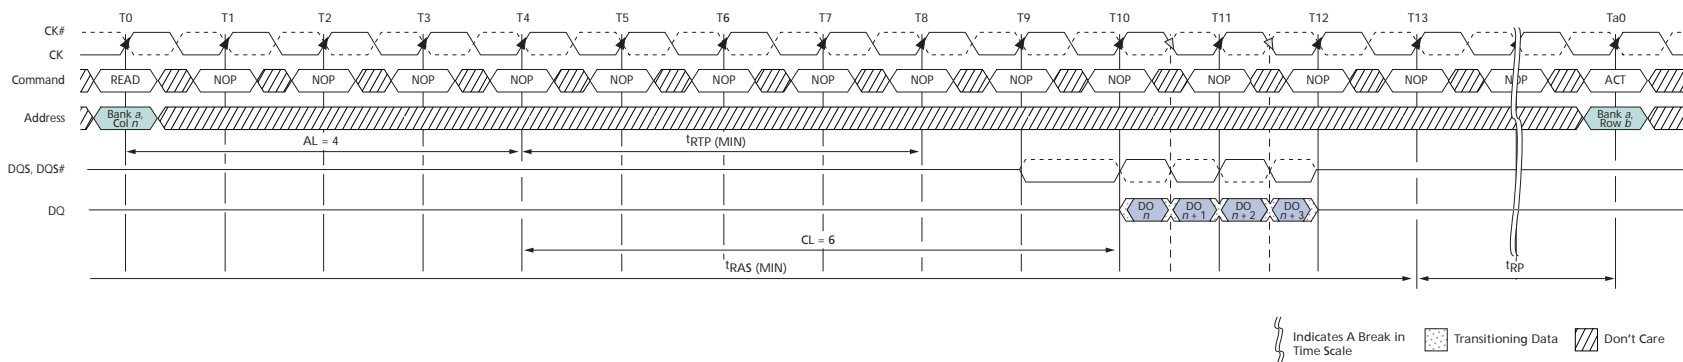 T0 T1 T2 T3 T4 T5 T6 T7 T8 T9 T10 T11 T12 T13 Ta0
CK#
CK
Command READ NOP NOP NOP NOP NOP NOP NOP NOP NOP NOP NOP NOP NOP NOP ACT
Address Bank a, Col n Bank a, Row b
AL = 4 tRTP (MIN)
DQS, DQS#
DQ DO n DO n + 1 DO n + 2 DO n + 3
CL = 6
tRAS (MIN) tRP
Indicates A Break in
Time Scale
Transitioning Data
Don't Care